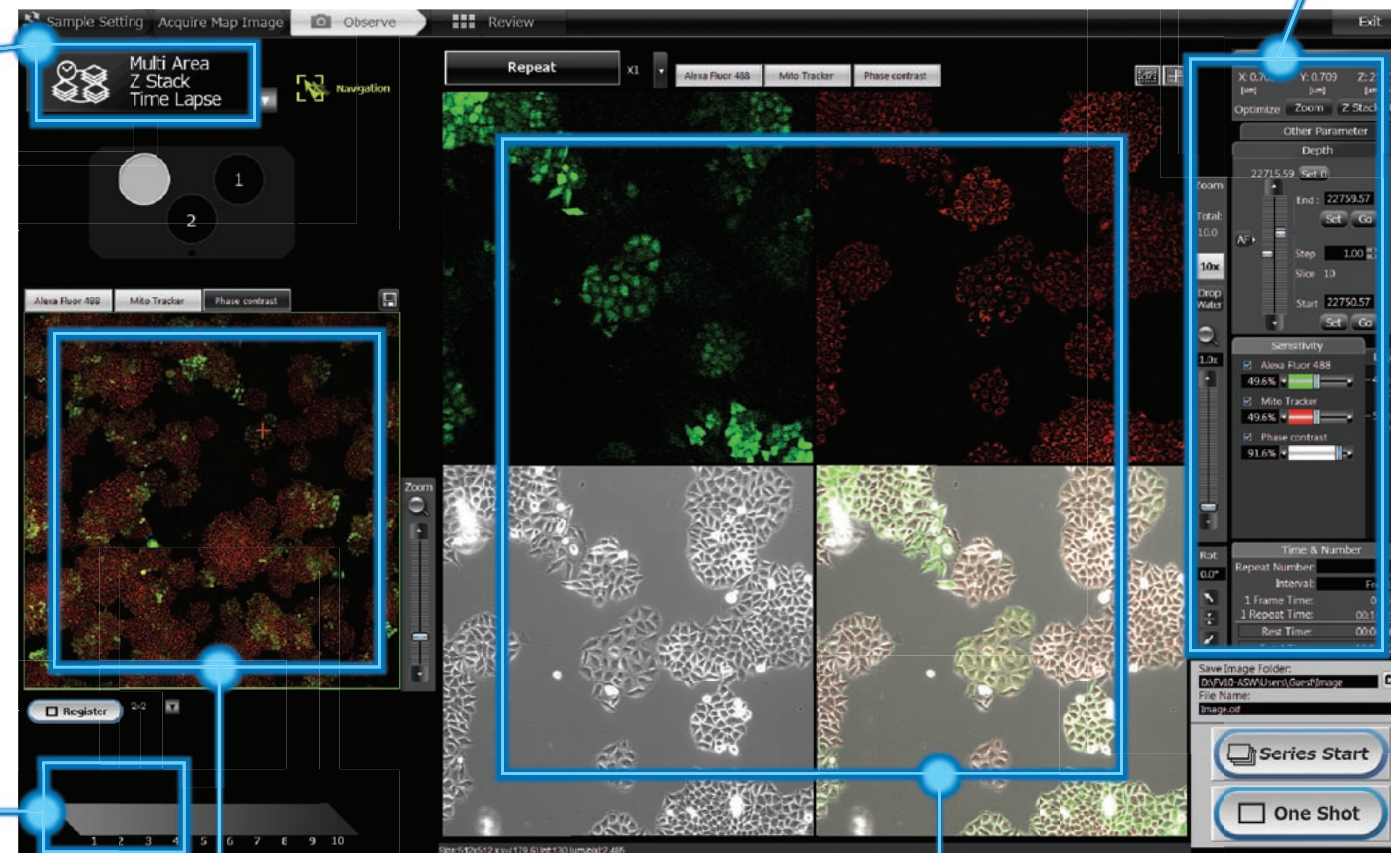 Sample Setting
Acquire Map Image
Observe
Review
Exit
Multi Area
Z Stack
Time Lapse
Navigation
1
2
Alexa Fluor 488
Mito Tracker
Phase contrast
Zoom
Register
2×2
1 2 3 4 5 6 7 8 9 10
Repeat
X1
Alexa Fluor 488
Mito Tracker
Phase contrast
Y: 0.709
[um] [um]
Optimize Zoom Z Stack
Other Parameter
Depth
22715.59 Set 0
End: 22759.57
Set Go
AF
Step 1.00
Slice 10
Start 22750.57
Set Go
Zoom
Total:
10.0
10x
Drop
Water
1.0x
Sensitivity
Alexa Fluor 488
49.6%
Mito Tracker
49.6%
Phase contrast
91.6%
Rot
0.0°
Time & Number
Repeat Number:
Interval:
1 Frame Time:
1 Repeat Time:
Rest Time:
Save Image Folder:
D:\FV10-ASW\Users\Guest\Image
File Name:
Image.oif
Series Start
One Shot